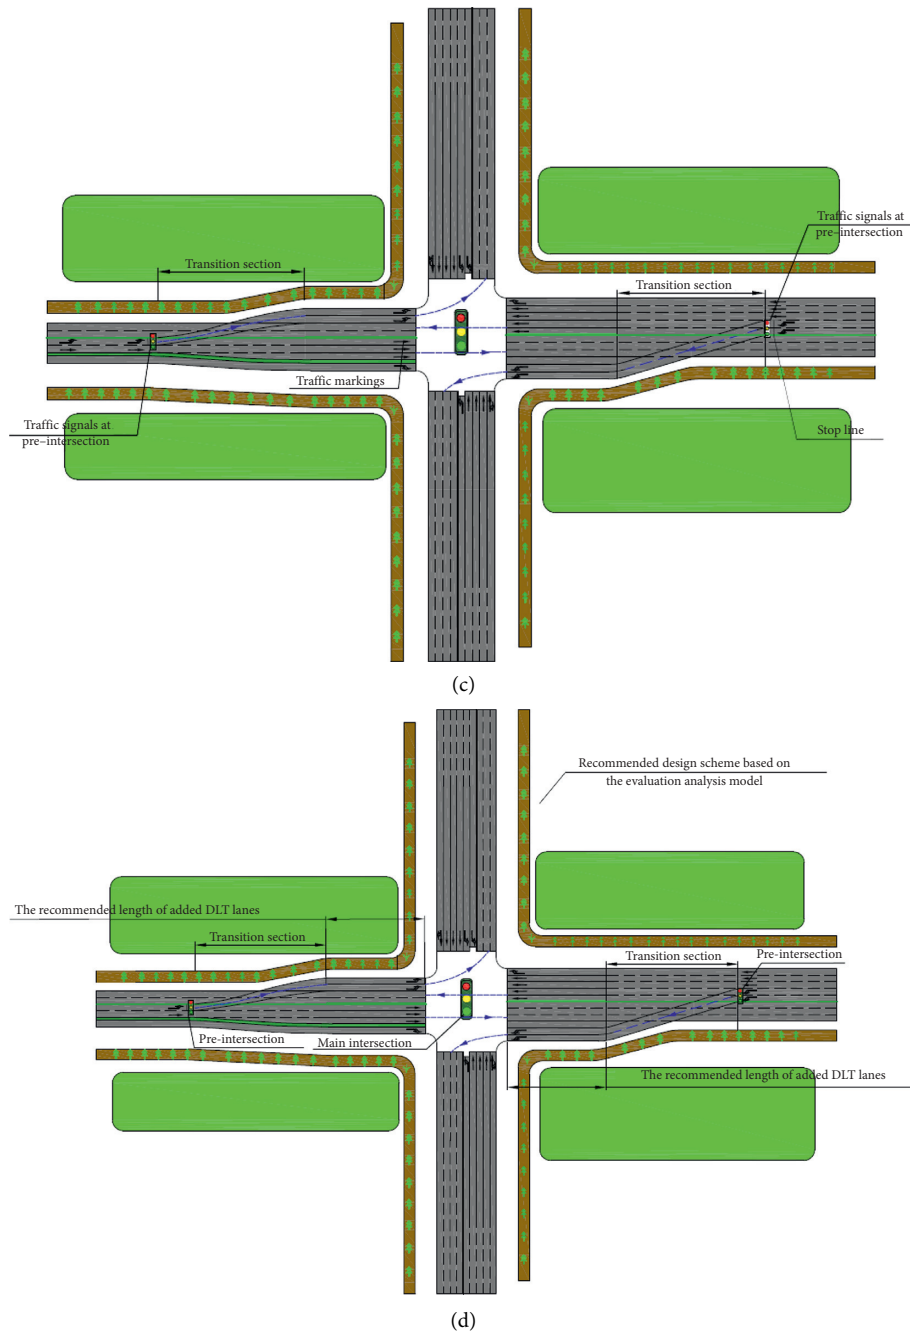 Traffic signals at
pre–intersection
Transition section
Transition section
Traffic markings
Traffic signals at
pre–intersection
Stop line
(c)
Recommended design scheme based on
the evaluation analysis model
The recommended length of added DLT lanes
Transition section
Transition section
Pre-intersection
Pre-intersection
Main intersection
The recommended length of added DLT lanes
(d)